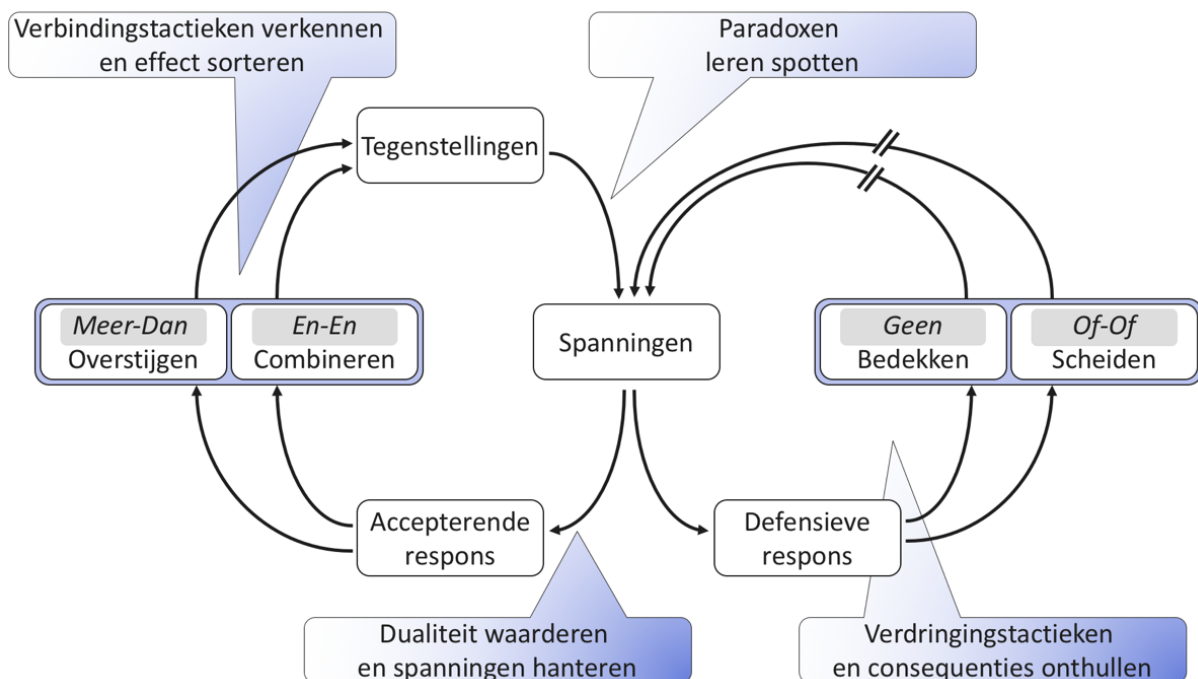 Verbindingstactieken verkennen
en effect sorteren
Paradoxen
leren spotten
Tegenstellingen
Meer-Dan
Overstijgen
En-En
Combineren
Spanningen
Geen
Bedekken
Of-Of
Scheiden
Accepterende
respons
Defensieve
respons
Dualiteit waarderen
en spanningen hanteren
Verdringingstactieken
en consequenties onthullen